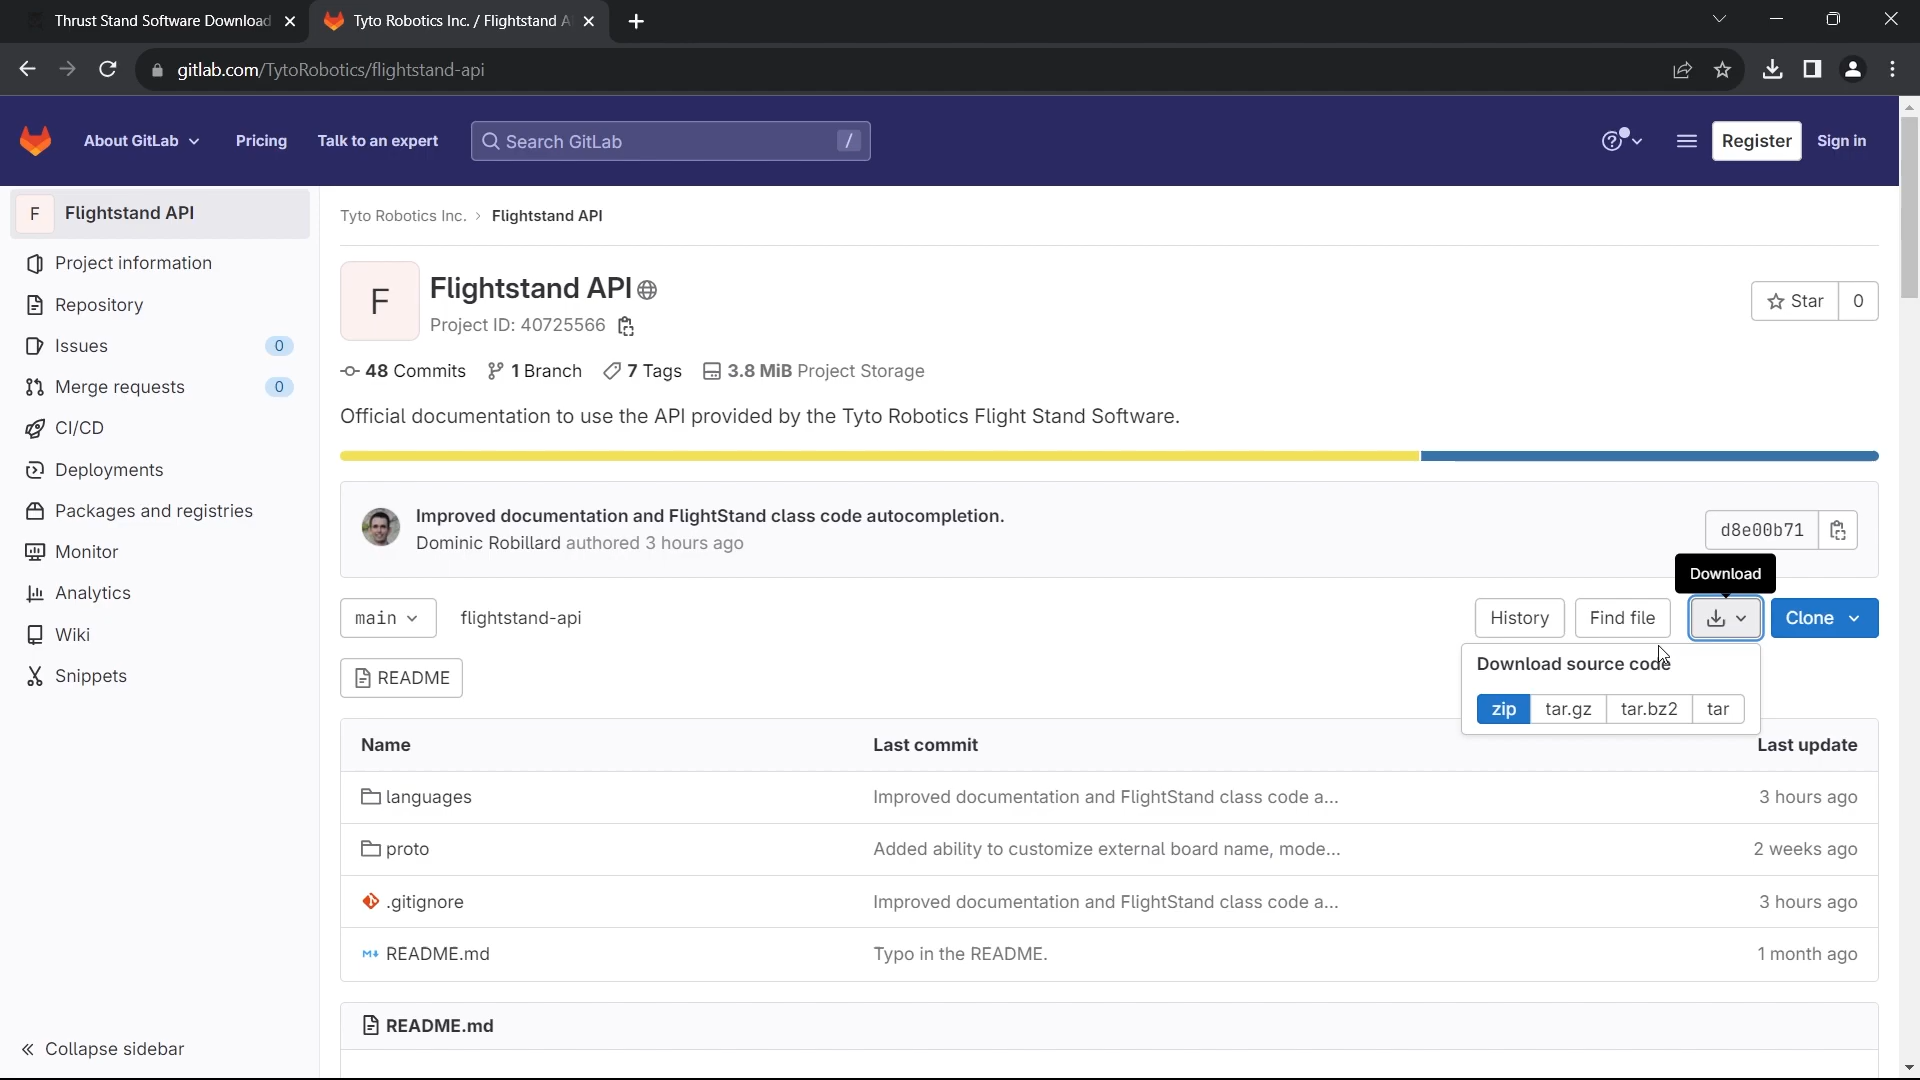 Thrust Stand Software Download
Tyto Robotics Inc. / Flightstand A
gitlab.com/TytoRobotics/flightstand-api
About GitLab
Pricing
Talk to an expert
Search GitLab
/
Register
Sign in
F
Flightstand API
Project information
Repository
Issues
0
Merge requests
0
CI/CD
Deployments
Packages and registries
Monitor
Analytics
Wiki
Snippets
Collapse sidebar
Tyto Robotics Inc. > Flightstand API
F
Flightstand API
Project ID: 40725566
Star
0
48 Commits
1 Branch
7 Tags
3.8 MiB Project Storage
Official documentation to use the API provided by the Tyto Robotics Flight Stand Software.
Improved documentation and FlightStand class code autocompletion.
Dominic Robillard authored 3 hours ago
d8e00b71
Download
main
flightstand-api
History
Find file
Clone
Download source code
zip
tar.gz
tar.bz2
tar
README
Name
Last commit
Last update
languages
Improved documentation and FlightStand class code a...
3 hours ago
proto
Added ability to customize external board name, mode...
2 weeks ago
.gitignore
Improved documentation and FlightStand class code a...
3 hours ago
README.md
Typo in the README.
1 month ago
README.md